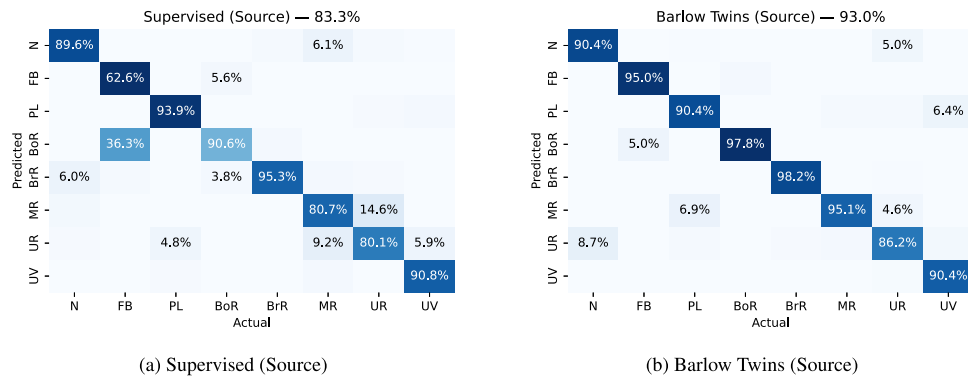 Supervised (Source) — 83.3%
N 89.6% 6.1%
FB 62.6% 5.6%
PL 93.9%
BoR 36.3% 90.6%
BrR 6.0% 3.8% 95.3%
MR 80.7% 14.6%
UR 4.8% 9.2% 80.1% 5.9%
UV 90.8%
Predicted
N FB PL BoR BrR MR UR UV
Actual
(a) Supervised (Source)
Barlow Twins (Source) — 93.0%
N 90.4% 5.0%
FB 95.0%
PL 90.4% 6.4%
BoR 5.0% 97.8%
BrR 98.2%
MR 6.9% 95.1% 4.6%
UR 8.7% 86.2%
UV 90.4%
Predicted
N FB PL BoR BrR MR UR UV
Actual
(b) Barlow Twins (Source)